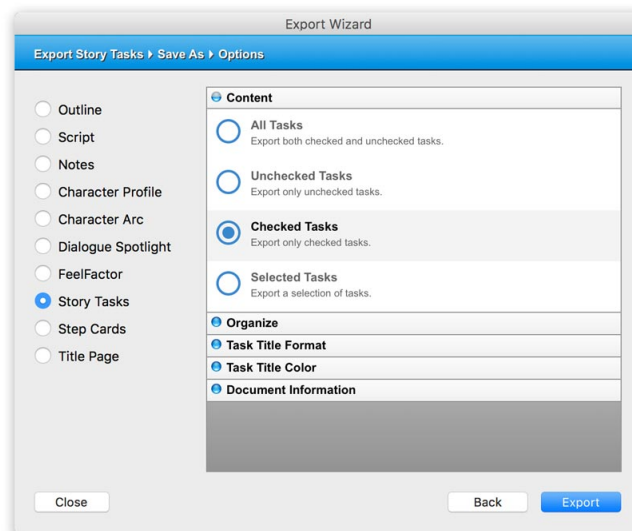 Export Wizard
Export Story Tasks ▸ Save As ▸ Options
Outline
Script
Notes
Character Profile
Character Arc
Dialogue Spotlight
FeelFactor
Story Tasks
Step Cards
Title Page
Content
All Tasks
Export both checked and unchecked tasks.
Unchecked Tasks
Export only unchecked tasks.
Checked Tasks
Export only checked tasks.
Selected Tasks
Export a selection of tasks.
Organize
Task Title Format
Task Title Color
Document Information
Close
Back
Export